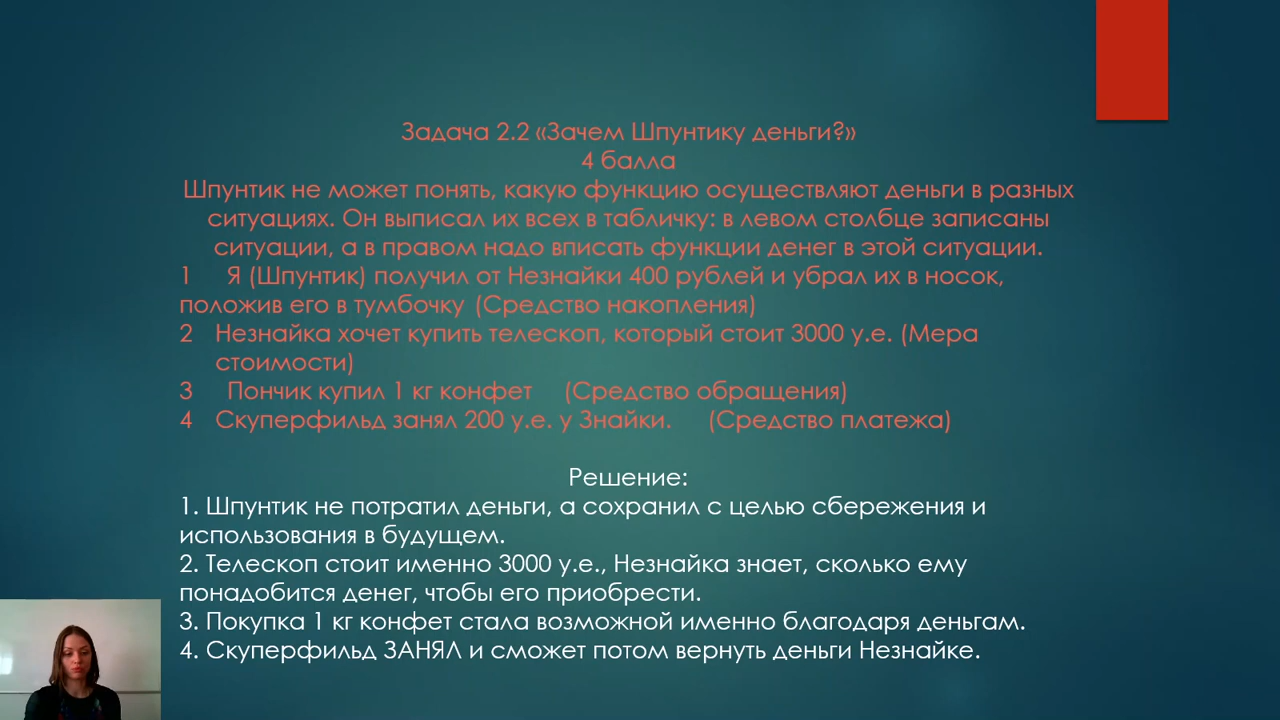 Задача 2.2 «Зачем Шпунтику деньги?»
4 балла
Шпунтик не может понять, какую функцию осуществляют деньги в разных
ситуациях. Он выписал их всех в табличку: в левом столбце записаны
ситуации, а в правом надо вписать функции денег в этой ситуации.
1 Я (Шпунтик) получил от Незнайки 400 рублей и убрал их в носок,
положив его в тумбочку (Средство накопления)
2 Незнайка хочет купить телескоп, который стоит 3000 у.е. (Мера
стоимости)
3 Пончик купил 1 кг конфет (Средство обращения)
4 Скуперфильд занял 200 у.е. у Знайки. (Средство платежа)
Решение:
1. Шпунтик не потратил деньги, а сохранил с целью сбережения и
использования в будущем.
2. Телескоп стоит именно 3000 у.е., Незнайка знает, сколько ему
понадобится денег, чтобы его приобрести.
3. Покупка 1 кг конфет стала возможной именно благодаря деньгам.
4. Скуперфильд ЗАНЯЛ и сможет потом вернуть деньги Незнайке.